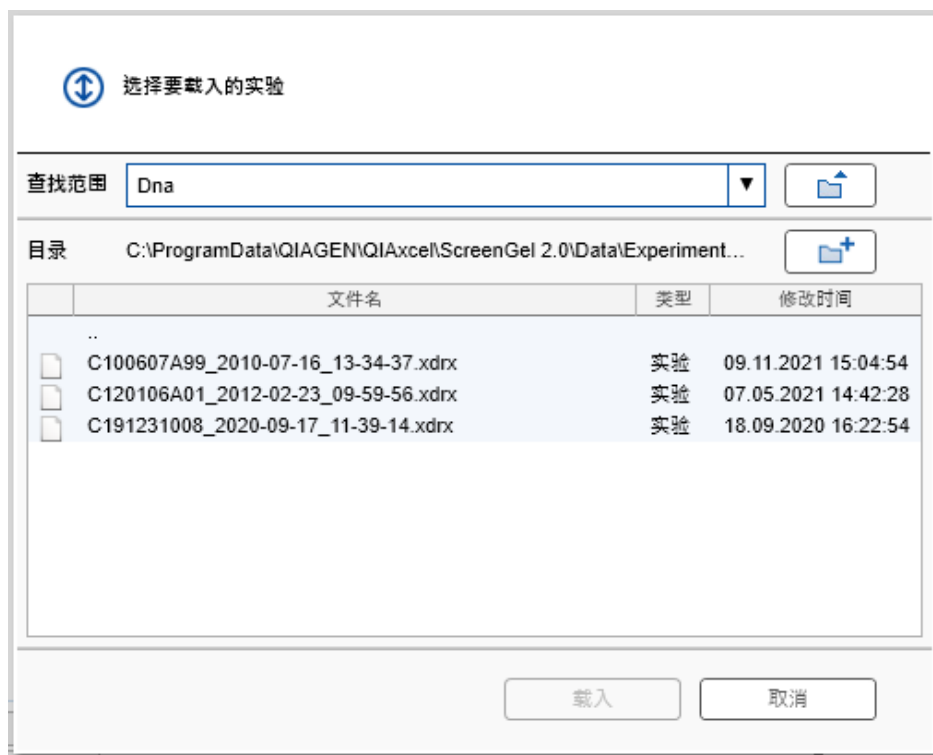 选择要载入的实验
查找范围 Dna
目录 C:\ProgramData\QIAGEN\QIAxcel\ScreenGel 2.0\Data\Experiment...
文件名 类型 修改时间
..
C100607A99_2010-07-16_13-34-37.xdrx 实验 09.11.2021 15:04:54
C120106A01_2012-02-23_09-59-56.xdrx 实验 07.05.2021 14:42:28
C191231008_2020-09-17_11-39-14.xdrx 实验 18.09.2020 16:22:54
载入 取消